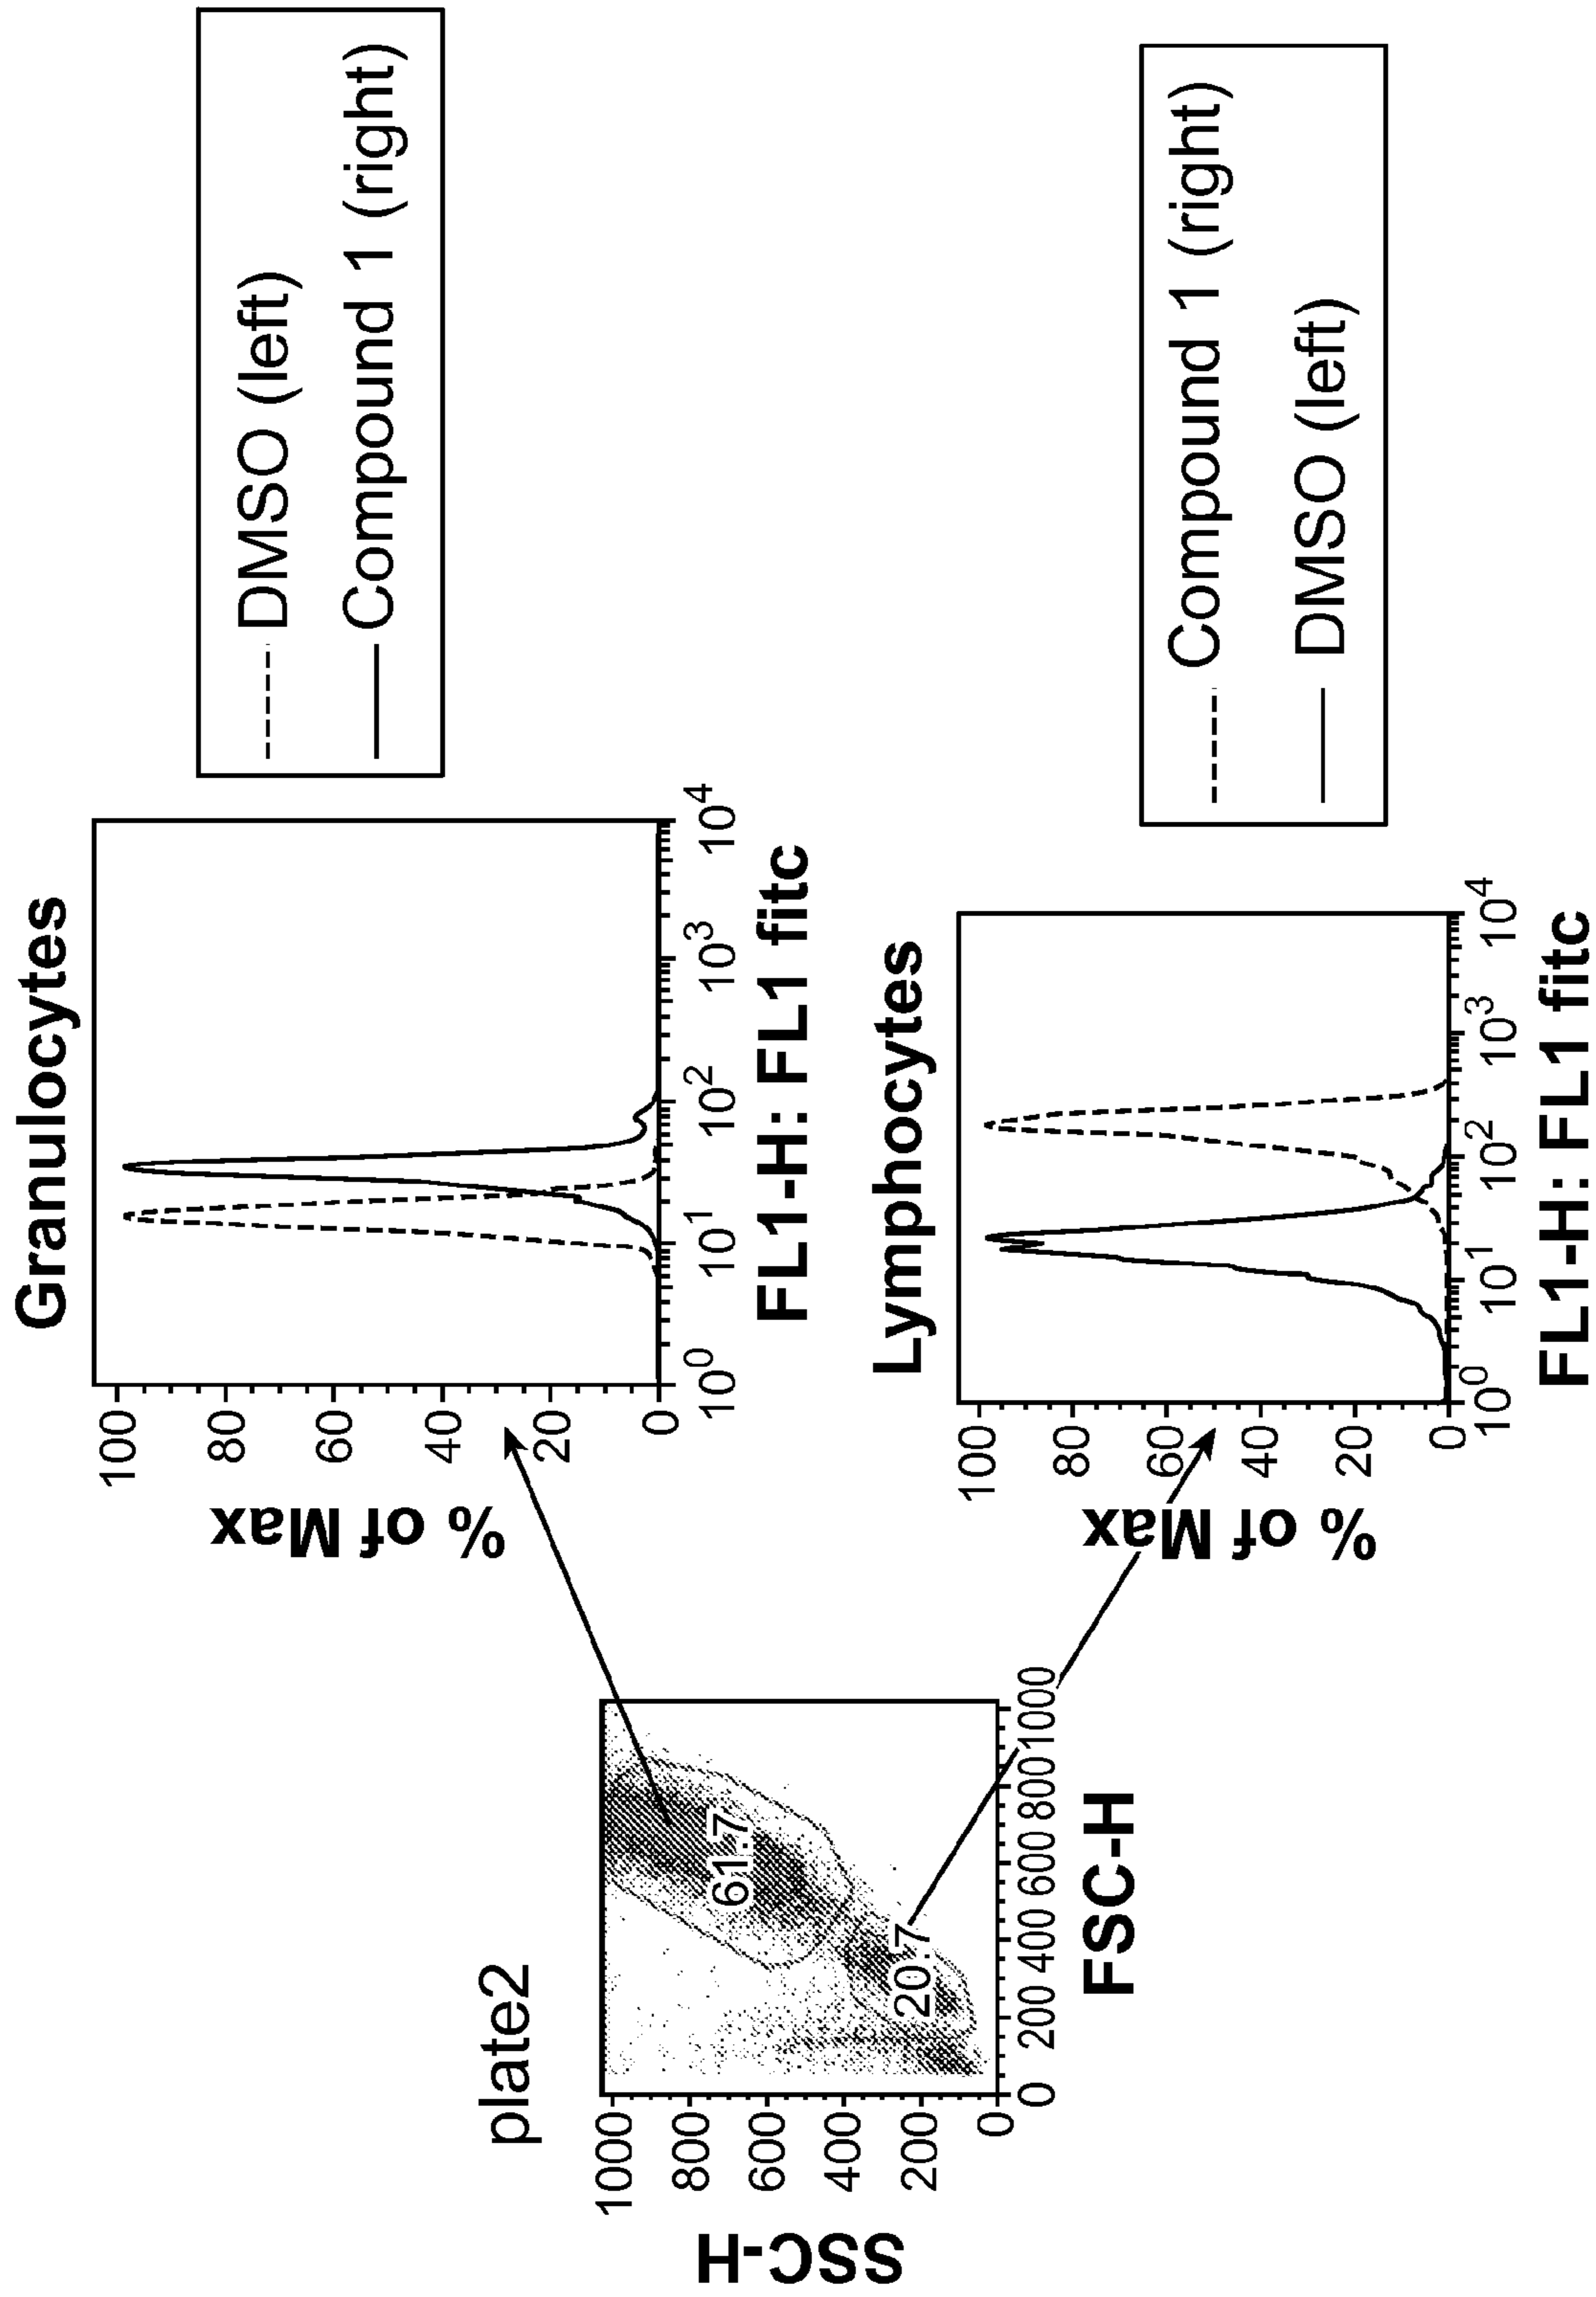 plate2
SSC-H
1000
800
600
400
200
0
61.7
20.7
0 200 400 600 800 1000
FSC-H
Granulocytes
% of Max
100
80
60
40
20
0
10^0 10^1 10^2 10^3 10^4
FL1-H: FL1 fitc
DMSO (left)
Compound 1 (right)
Lymphocytes
% of Max
100
80
60
40
20
0
10^0 10^1 10^2 10^3 10^4
FL1-H: FL1 fitc
Compound 1 (right)
DMSO (left)